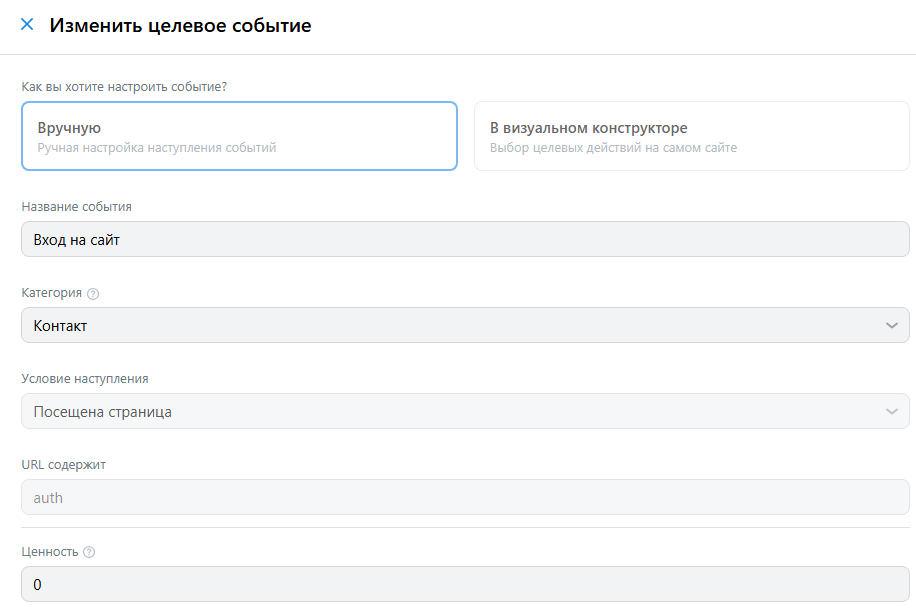 Изменить целевое событие
Как вы хотите настроить событие?
Вручную
Ручная настройка наступления событий
В визуальном конструкторе
Выбор целевых действий на самом сайте
Название события
Вход на сайт
Категория
Контакт
Условие наступления
Посещена страница
URL содержит
auth
Ценность
0